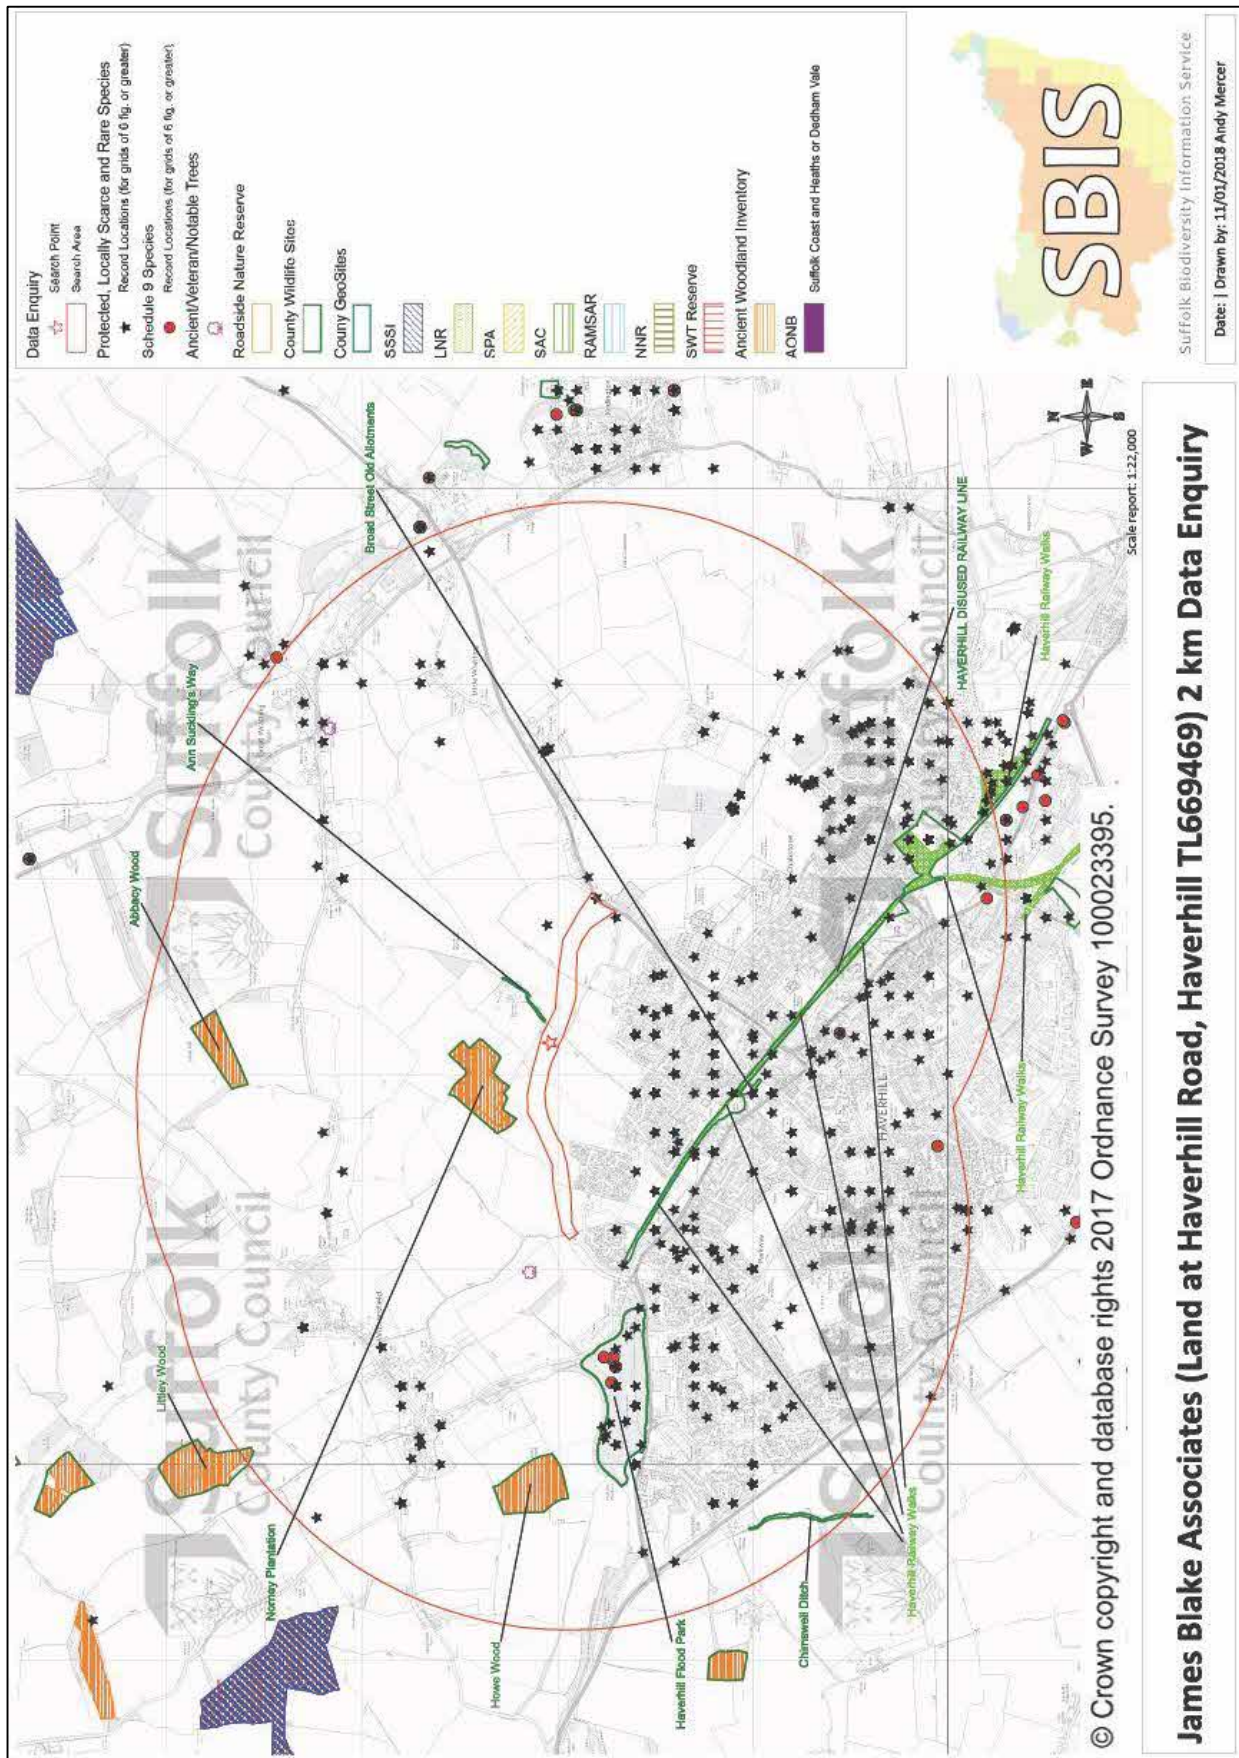 Data Enquiry
Search Point
Search Area
Protected, Locally Scarce and Rare Species
Record Locations (for grids of 6 fig. or greater)
Schedule 9 Species
Record Locations (for grids of 6 fig. or greater)
Ancient/Veteran/Notable Trees
Roadside Nature Reserve
County Wildlife Sites
Couny GeoSites
SSSI
LNR
SPA
SAC
RAMSAR
NNR
SWT Reserve
Ancient Woodland Inventory
AONB
Suffolk Coast and Heaths or Dedham Vale
SBIS
Suffolk Biodiversity Information Service
Date: | Drawn by: 11/01/2018 Andy Mercer
Littley Wood
Abbacy Wood
Ann Suckling's Way
Norney Plantation
Broad Street Old Allotments
Howe Wood
Haverhill Flood Park
Chimswell Ditch
Haverhill Railway Walks
HAVERHILL DISUSED RAILWAY LINE
Haverhill Railway Walks
Haverhill Railway Walks
HAVERHILL
Suffolk
County Council
Suffolk
County Council
Suffolk
County Council
Suffolk
County Council
N
W
E
S
Scale report: 1:22,000
© Crown copyright and database rights 2017 Ordnance Survey 100023395.
James Blake Associates (Land at Haverhill Road, Haverhill TL669469) 2 km Data Enquiry